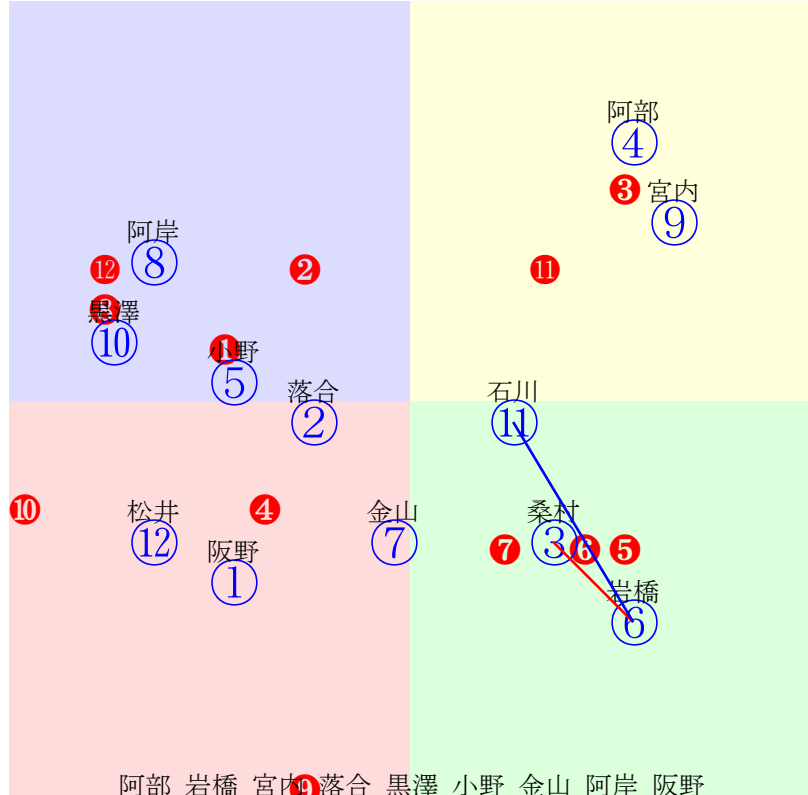 阿部
④
❸
宮内
⑨
阿岸
⑧
⓬
❷
⓫
黒澤
⑩
❶
小野
⑤
落合
②
石川
⑪
❿
松井
⑫
❹
金山
⑦
桑村
③
❼
❻
❺
阪野
①
岩橋
⑥
❾
阿部 岩橋 宮内 落合 黒澤 小野 金山 阿岸 阪野